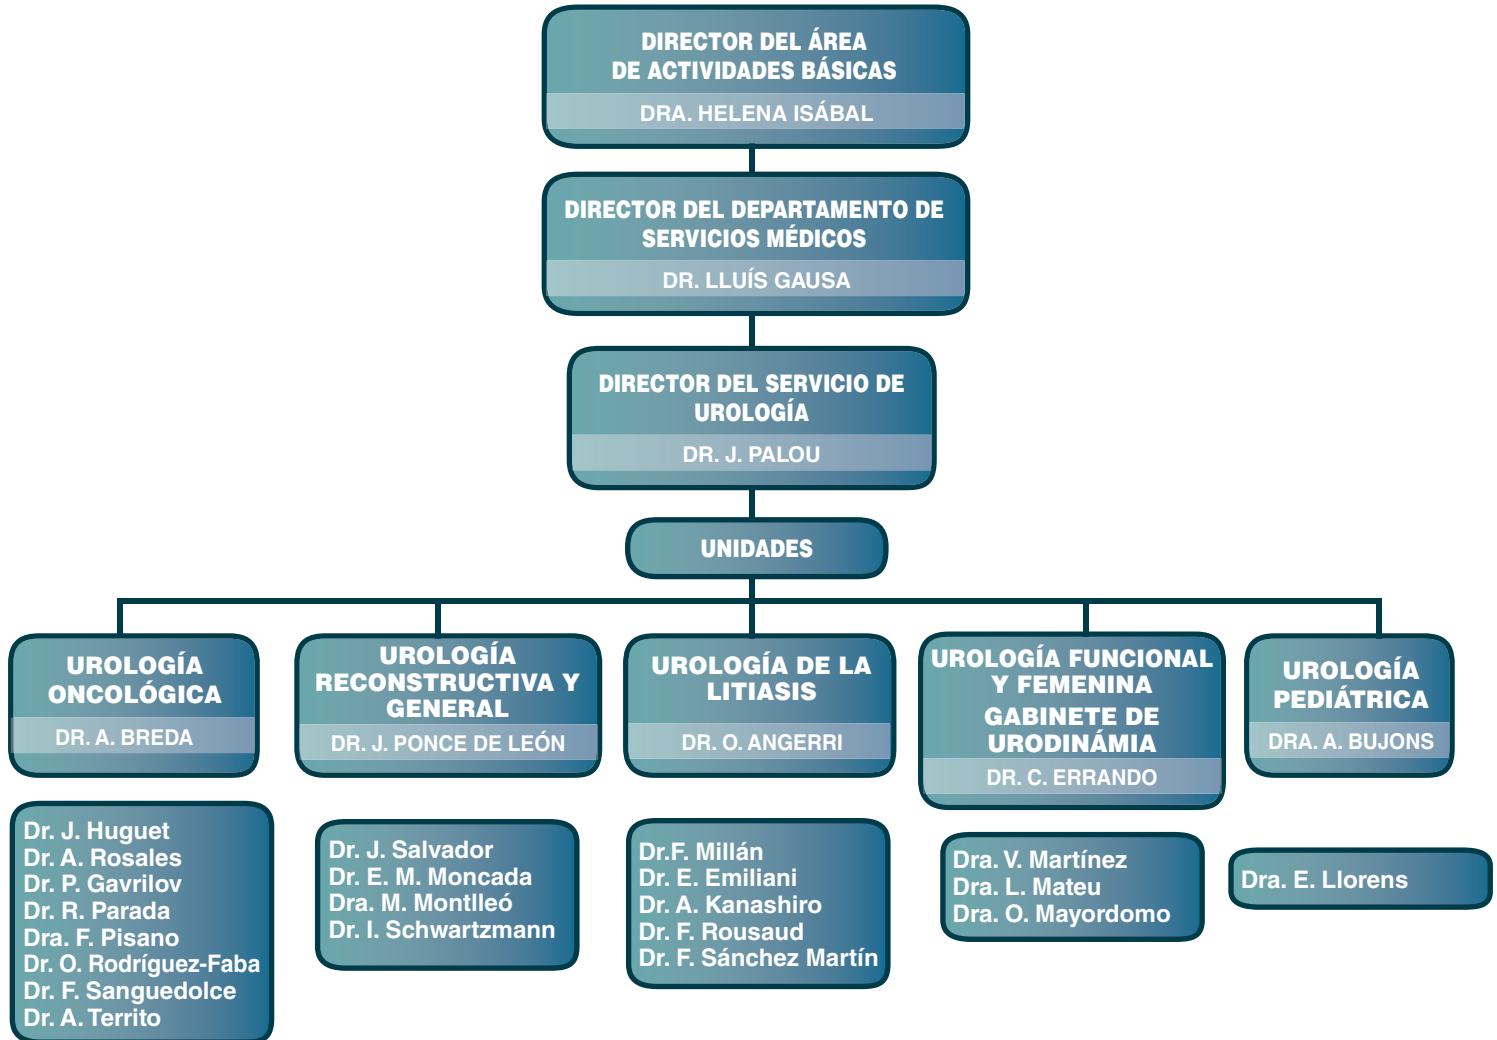 DIRECTOR DEL ÁREA
DE ACTIVIDADES BÁSICAS
DRA. HELENA ISÁBAL
DIRECTOR DEL DEPARTAMENTO DE
SERVICIOS MÉDICOS
DR. LLUÍS GAUSA
DIRECTOR DEL SERVICIO DE
UROLOGÍA
DR. J. PALOU
UNIDADES
UROLOGÍA
ONCOLÓGICA
DR. A. BREDA
Dr. J. Huguet
Dr. A. Rosales
Dr. P. Gavrilov
Dr. R. Parada
Dra. F. Pisano
Dr. O. Rodríguez-Faba
Dr. F. Sanguedolce
Dr. A. Territo
UROLOGÍA
RECONSTRUCTIVA Y
GENERAL
DR. J. PONCE DE LEÓN
Dr. J. Salvador
Dr. E. M. Moncada
Dra. M. Montlleó
Dr. I. Schwartzmann
UROLOGÍA DE LA
LITIASIS
DR. O. ANGERRI
Dr.F. Millán
Dr. E. Emiliani
Dr. A. Kanashiro
Dr. F. Rousaud
Dr. F. Sánchez Martín
UROLOGÍA FUNCIONAL
Y FEMENINA
GABINETE DE
URODINÁMIA
DR. C. ERRANDO
Dra. V. Martínez
Dra. L. Mateu
Dra. O. Mayordomo
UROLOGÍA
PEDIÁTRICA
DRA. A. BUJONS
Dra. E. Llorens